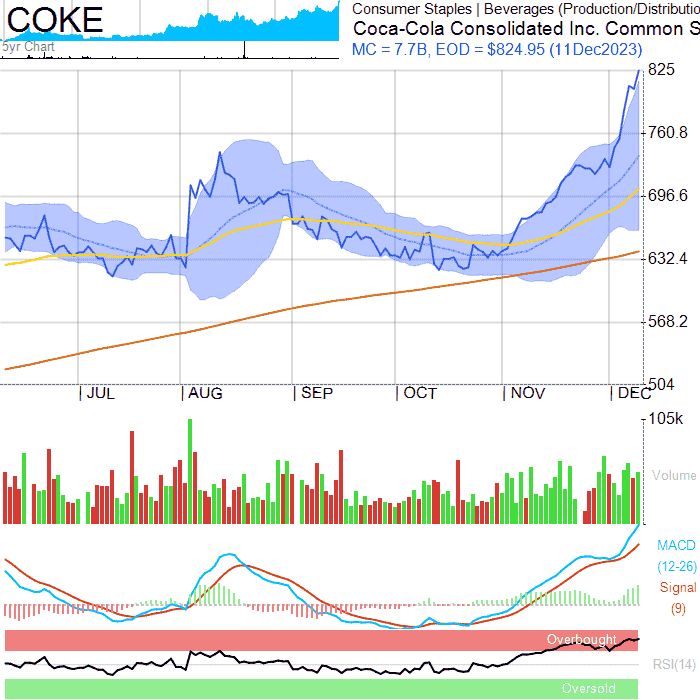 COKE
5yr Chart
Consumer Staples | Beverages (Production/Distributio
Coca-Cola Consolidated Inc. Common S
MC = 7.7B, EOD = $824.95 (11Dec2023)
825
760.8
696.6
632.4
568.2
504
| JUL | AUG | SEP | OCT | NOV | DEC
105k
Volume
MACD
(12-26)
Signal
(9)
Overbought
RSI(14)
Oversold